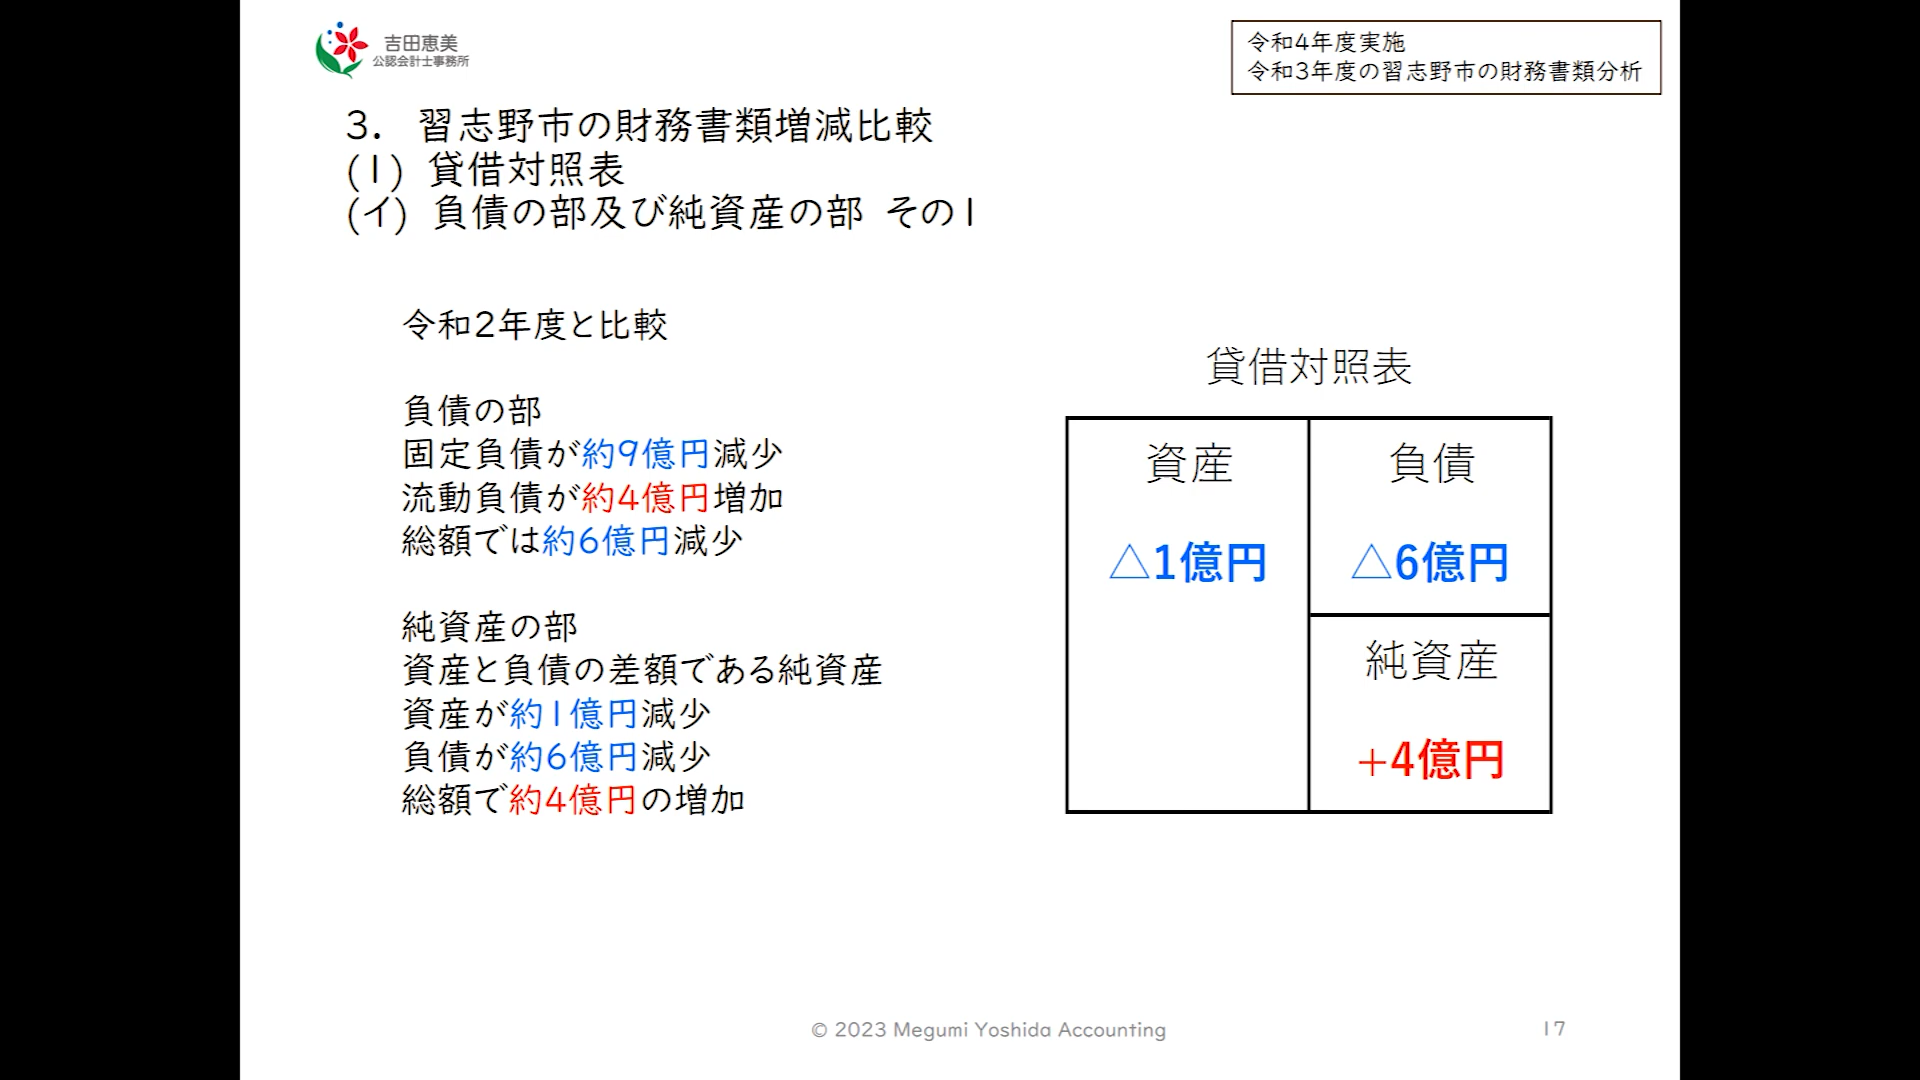 吉田恵美
公認会計士事務所
令和4年度実施
令和3年度の習志野市の財務書類分析
3. 習志野市の財務書類増減比較
(1) 貸借対照表
(イ) 負債の部及び純資産の部 その1
令和2年度と比較
負債の部
固定負債が約9億円減少
流動負債が約4億円増加
総額では約6億円減少
純資産の部
資産と負債の差額である純資産
資産が約1億円減少
負債が約6億円減少
総額で約4億円の増加
貸借対照表
資産
△1億円
負債
△6億円
純資産
+4億円
© 2023 Megumi Yoshida Accounting
17